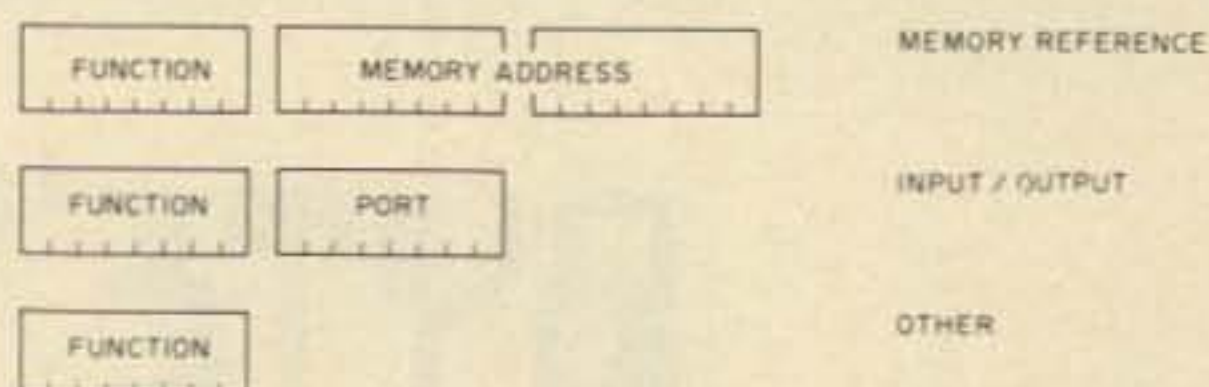 FUNCTION MEMORY ADDRESS MEMORY REFERENCE
FUNCTION PORT INPUT / OUTPUT
FUNCTION OTHER